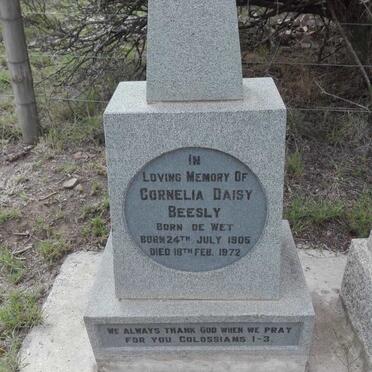 IN
LOVING MEMORY OF
CORNELIA DAISY
BEESLY
BORN DE WET
BORN 24TH JULY 1905
DIED 18TH FEB. 1972
WE ALWAYS THANK GOD WHEN WE PRAY
FOR YOU COLOSSIANS 1-3.